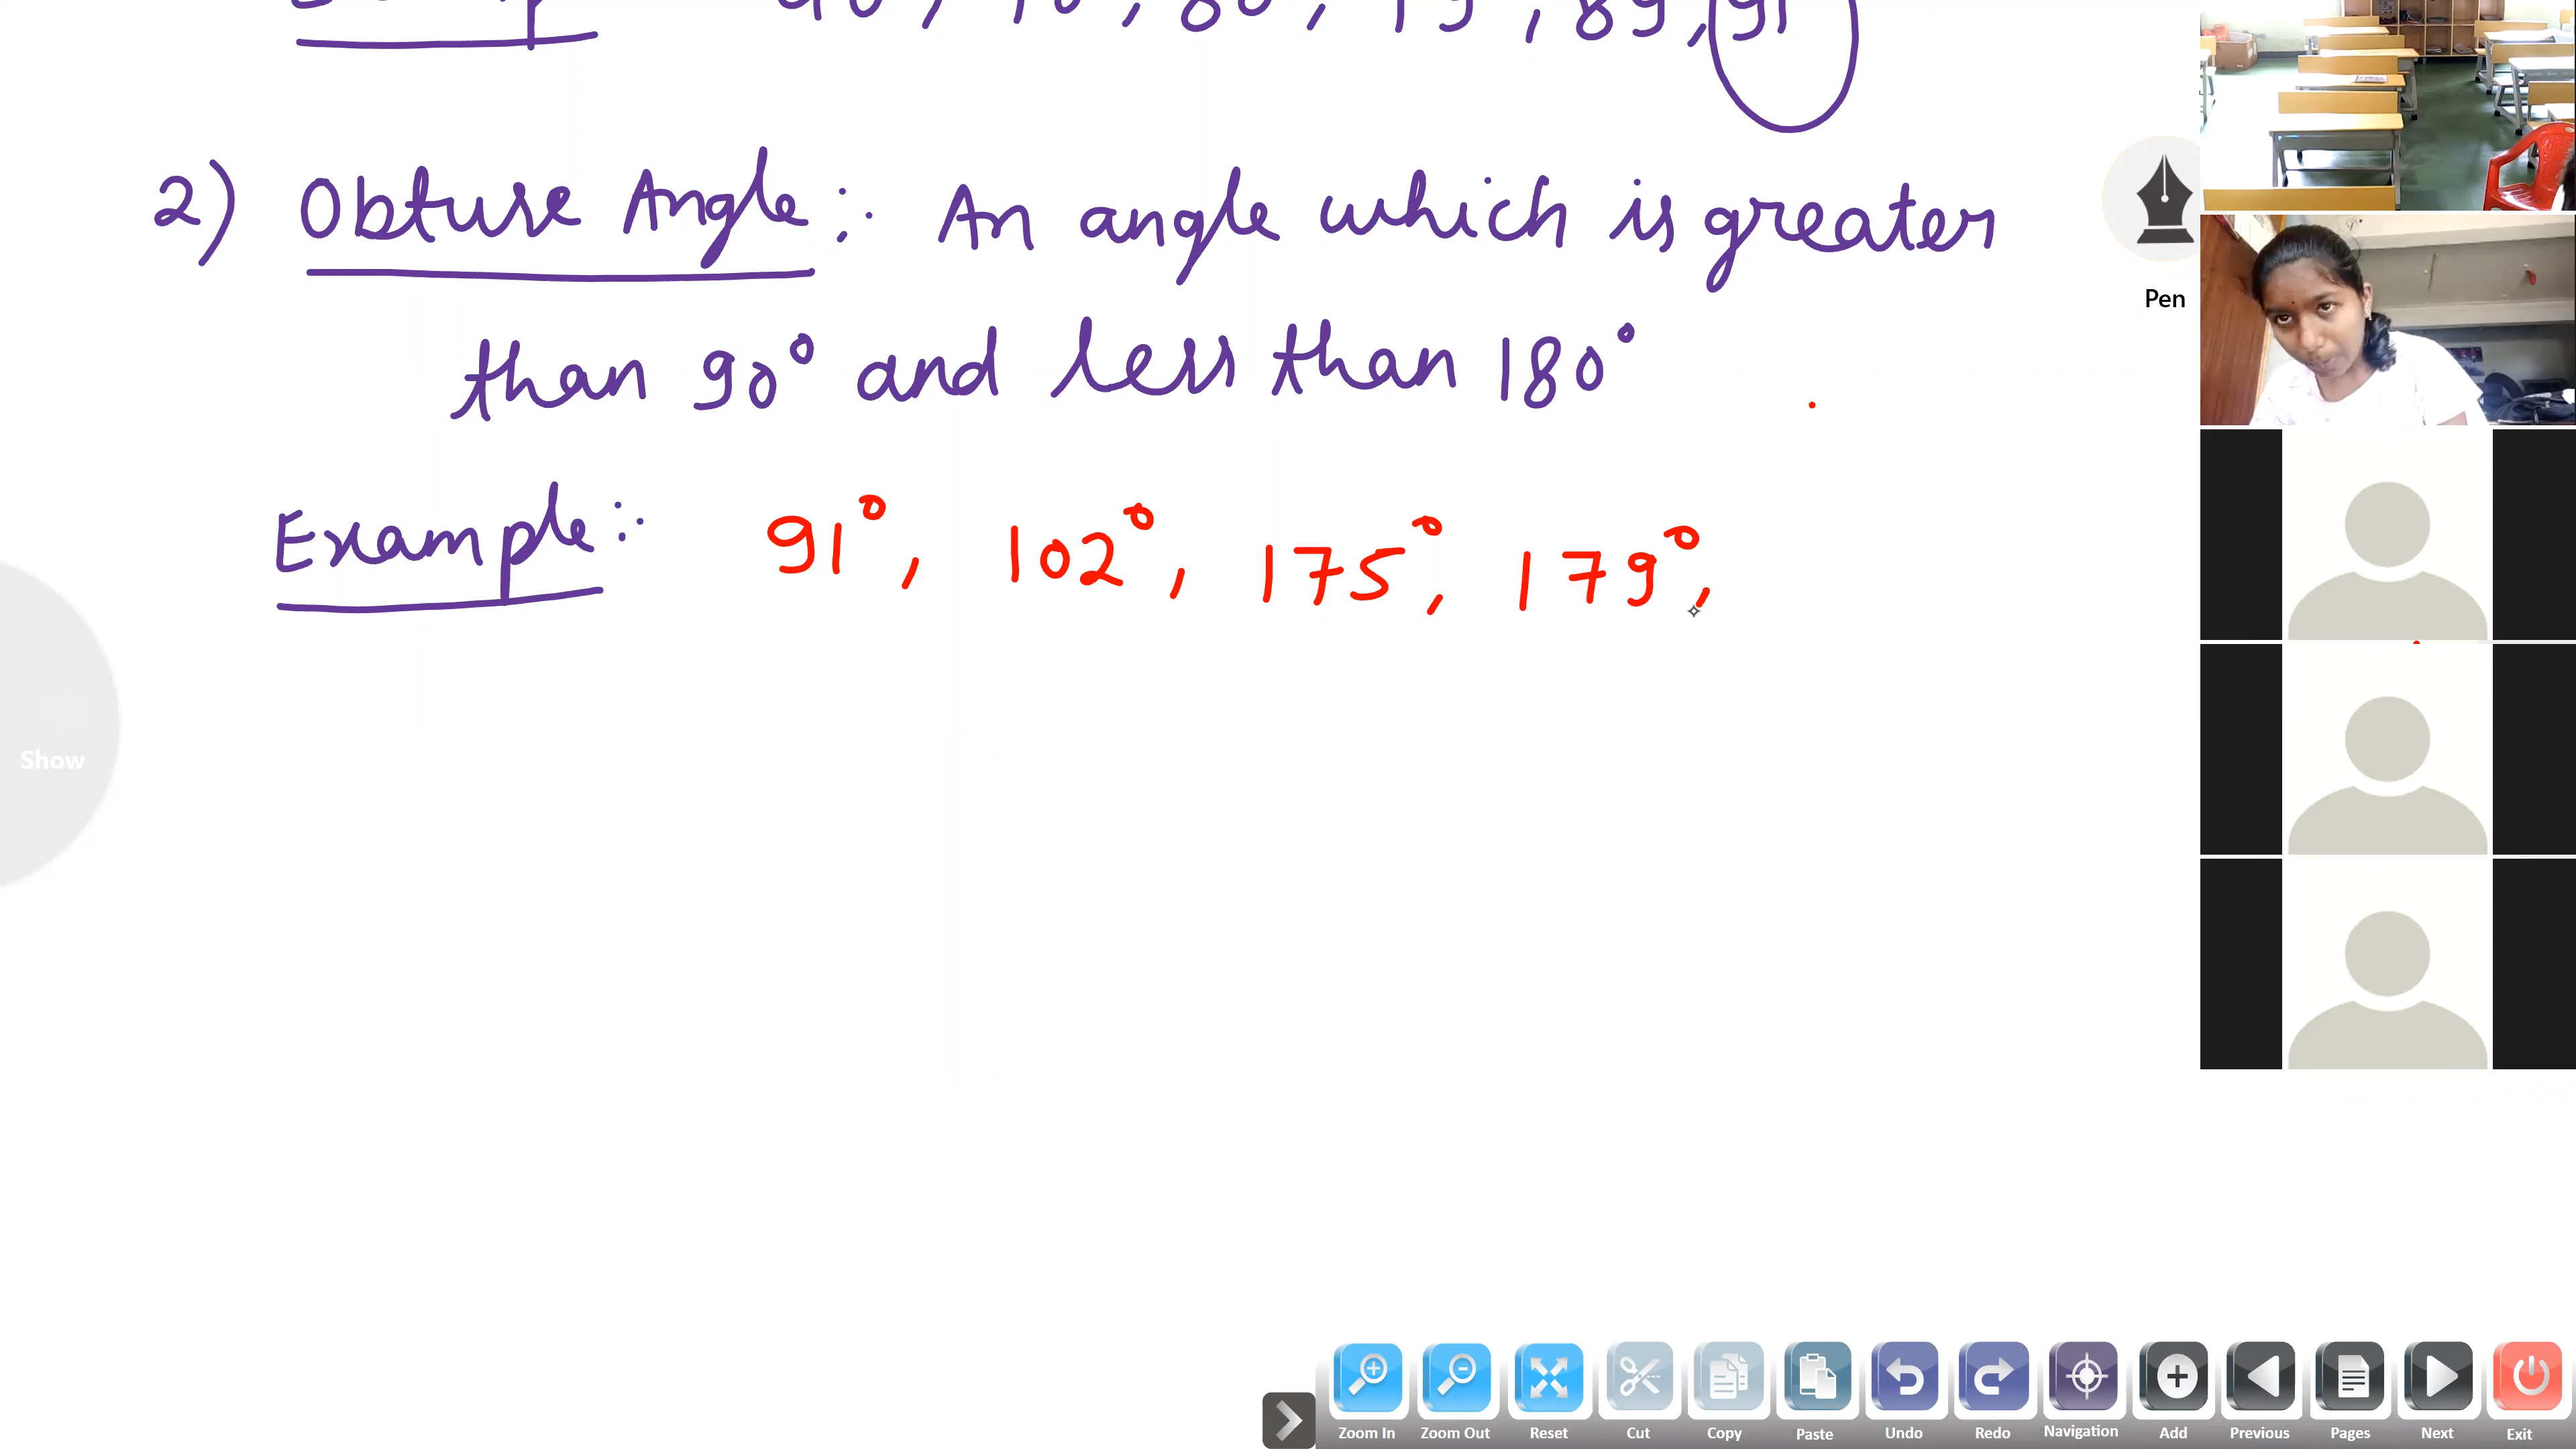 2) Obtuse Angle :- An angle which is greater
than 90° and less than 180°
Example :- 91°, 102°, 175°, 179°,
Pen
Show
Zoom In Zoom Out Reset Cut Copy Paste Undo Redo Navigation Add Previous Pages Next Exit